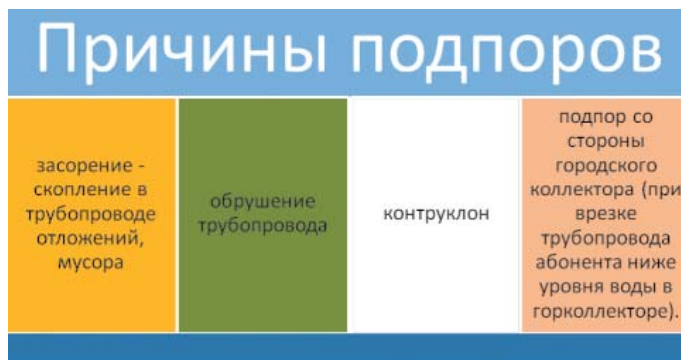 Причины подпоров
засорение -
скопление в
трубопроводе
отложений,
мусора
обрушение
трубопровода
контруклон
подпор со
стороны
городского
коллектора (при
врезке
трубопровода
абонента ниже
уровня воды в
горколлекторе).